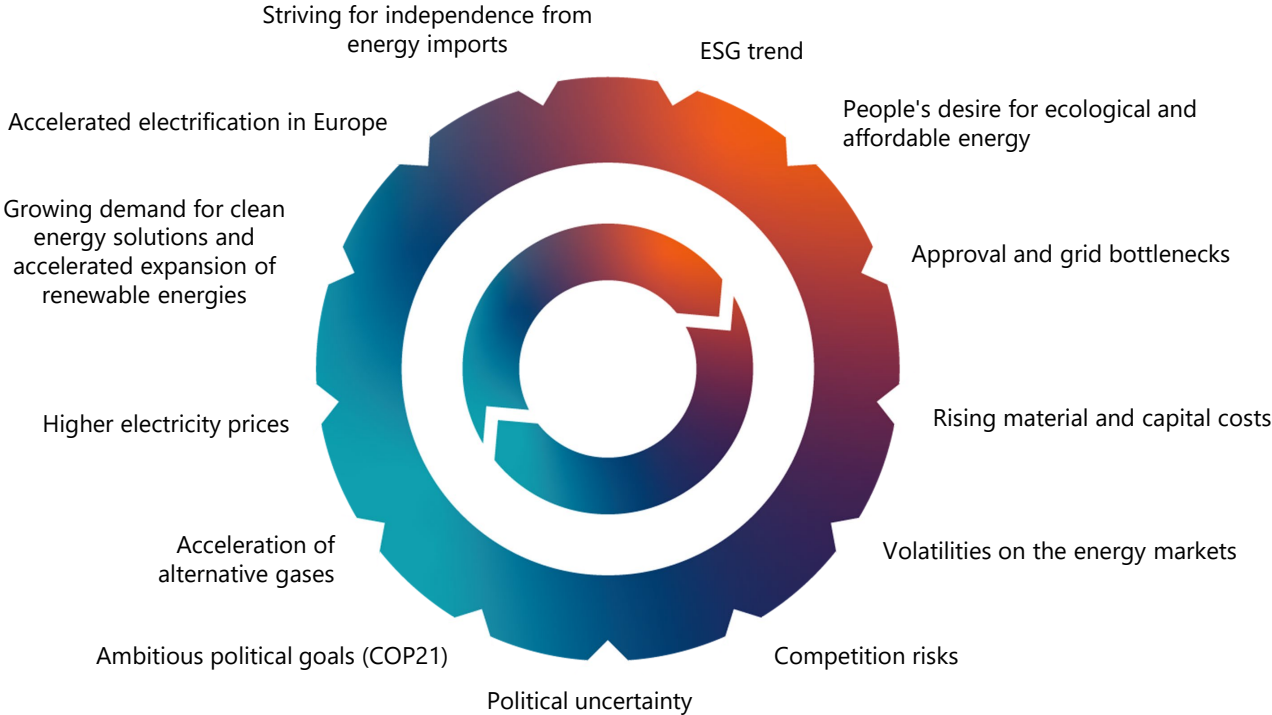 Striving for independence from
energy imports
ESG trend
People's desire for ecological and
affordable energy
Accelerated electrification in Europe
Growing demand for clean
energy solutions and
accelerated expansion of
renewable energies
Approval and grid bottlenecks
Higher electricity prices
Rising material and capital costs
Acceleration of
alternative gases
Volatilities on the energy markets
Ambitious political goals (COP21)
Competition risks
Political uncertainty